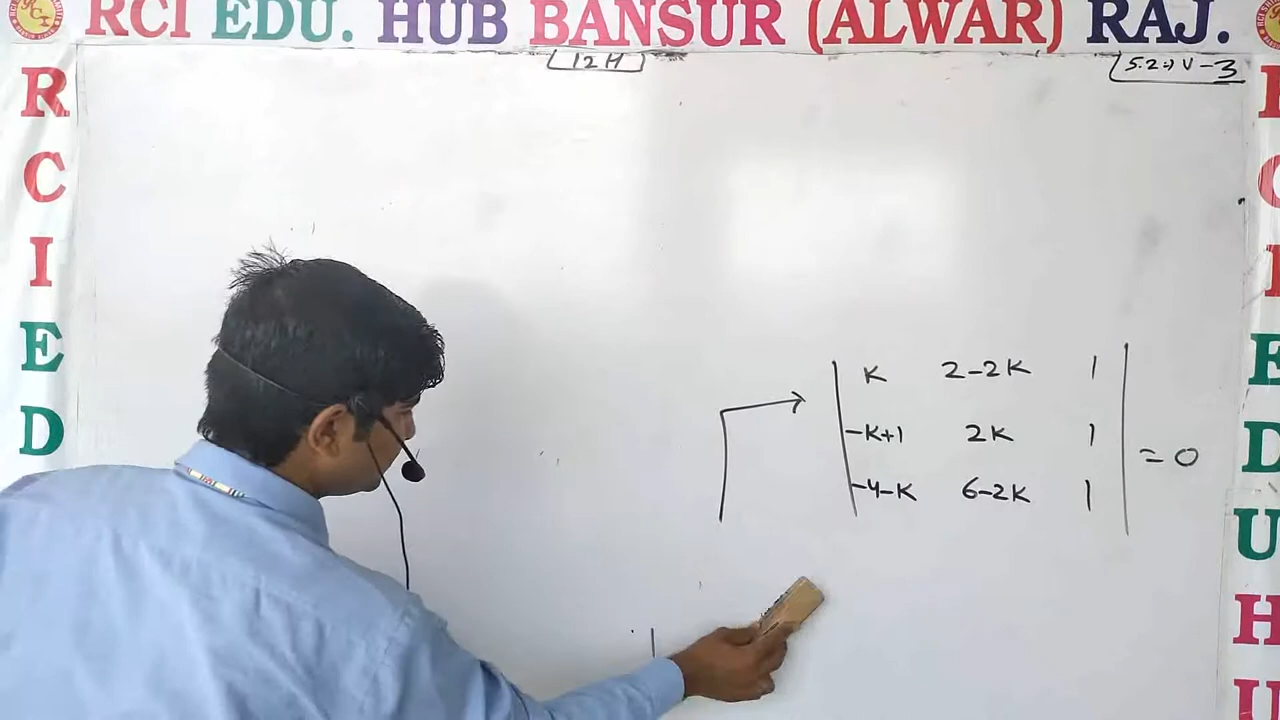 RCI EDU. HUB BANSUR (ALWAR) RAJ.
12 H
5.2 => V-3
R
C
I
E
D
K 2-2K 1
-K+1 2K 1
-4-K 6-2K 1
= 0
E
D
U
H
U